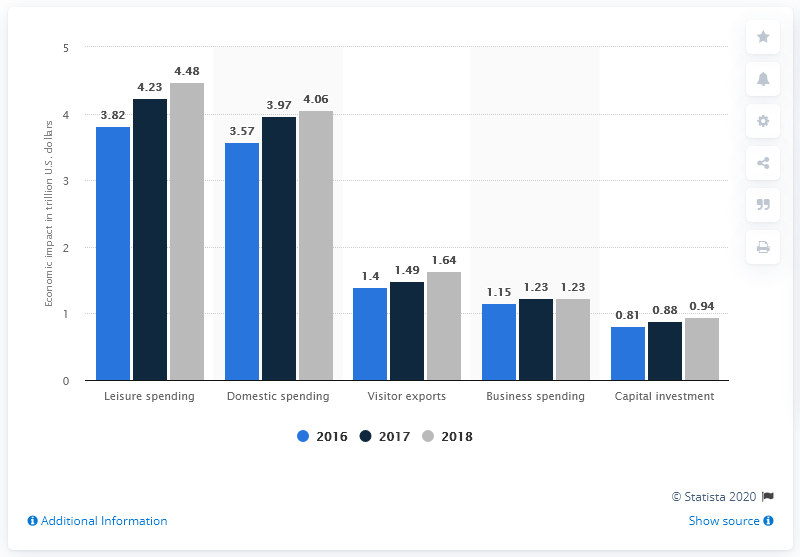 Economic impact in trillion U.S. dollars
5
4
3
2
1
0
3.82
4.23
4.48
3.57
3.97
4.06
1.4
1.49
1.64
1.15
1.23
1.23
0.81
0.88
0.94
Leisure spending
Domestic spending
Visitor exports
Business spending
Capital investment
2016 2017 2018
© Statista 2020
Additional Information
Show source